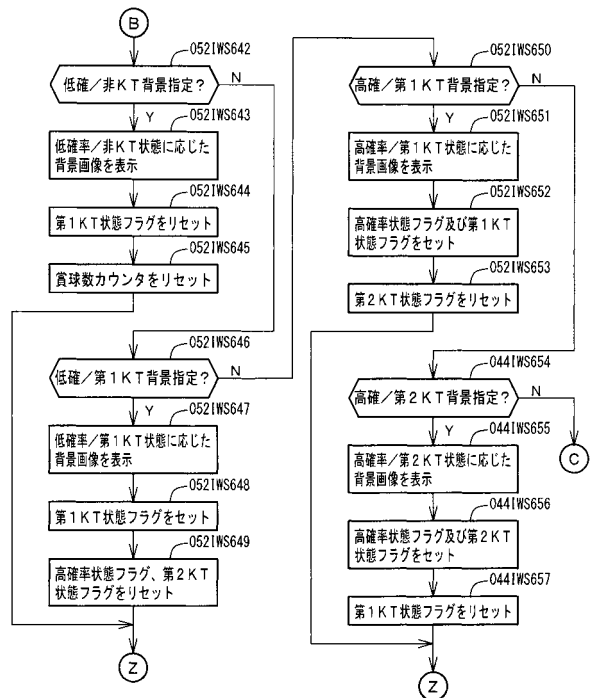 B
052IWS642
低確／非KT背景指定？
N
Y
052IWS643
低確率／非KT状態に応じた
背景画像を表示
052IWS644
第1KT状態フラグをリセット
052IWS645
賞球数カウンタをリセット
052IWS646
低確／第1KT背景指定？
N
Y
052IWS647
低確率／第1KT状態に応じた
背景画像を表示
052IWS648
第1KT状態フラグをセット
052IWS649
高確率状態フラグ、第2KT
状態フラグをリセット
Z
052IWS650
高確／第1KT背景指定？
N
Y
052IWS651
高確率／第1KT状態に応じた
背景画像を表示
052IWS652
高確率状態フラグ及び第1KT
状態フラグをセット
052IWS653
第2KT状態フラグをリセット
044IWS654
高確／第2KT背景指定？
N
Y
C
044IWS655
高確率／第2KT状態に応じた
背景画像を表示
044IWS656
高確率状態フラグ及び第2KT
状態フラグをセット
044IWS657
第1KT状態フラグをリセット
Z